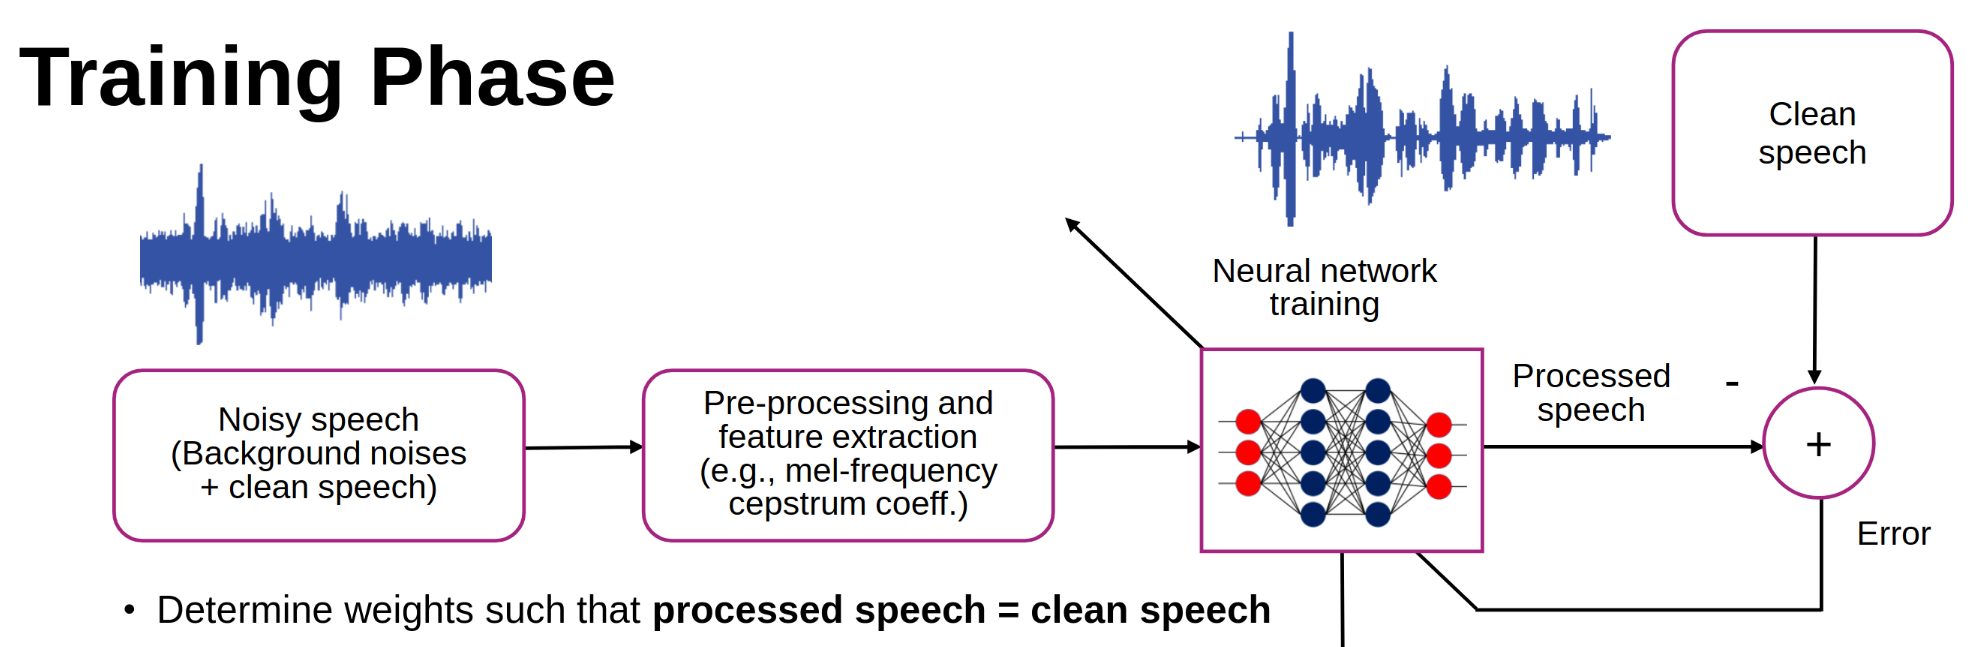 Training Phase
Clean
speech
Neural network
training
Noisy speech
(Background noises
+ clean speech)
Pre-processing and
feature extraction
(e.g., mel-frequency
cepstrum coeff.)
Processed
speech
-
+
Error
• Determine weights such that processed speech = clean speech